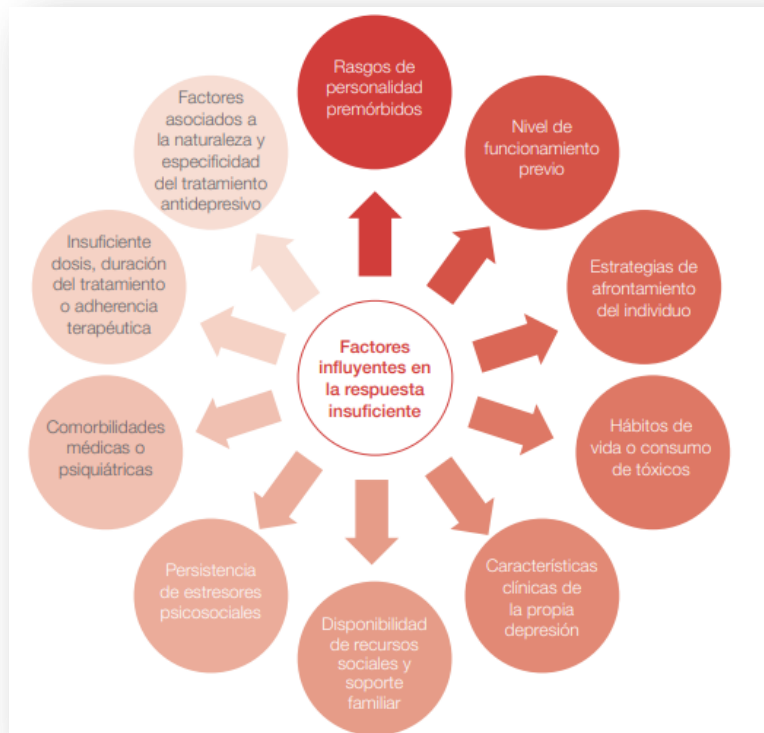 Rasgos de
personalidad
premórbidos
Nivel de
funcionamiento
previo
Estrategias de
afrontamiento
del individuo
Hábitos de
vida o consumo
de tóxicos
Características
clínicas de
la propia
depresión
Disponibilidad
de recursos
sociales y
soporte
familiar
Persistencia
de estresores
psicosociales
Comorbilidades
médicas o
psiquiátricas
Insuficiente
dosis, duración
del tratamiento
o adherencia
terapéutica
Factores
asociados a
la naturaleza y
especificidad
del tratamiento
antidepresivo
Factores
influyentes en
la respuesta
insuficiente